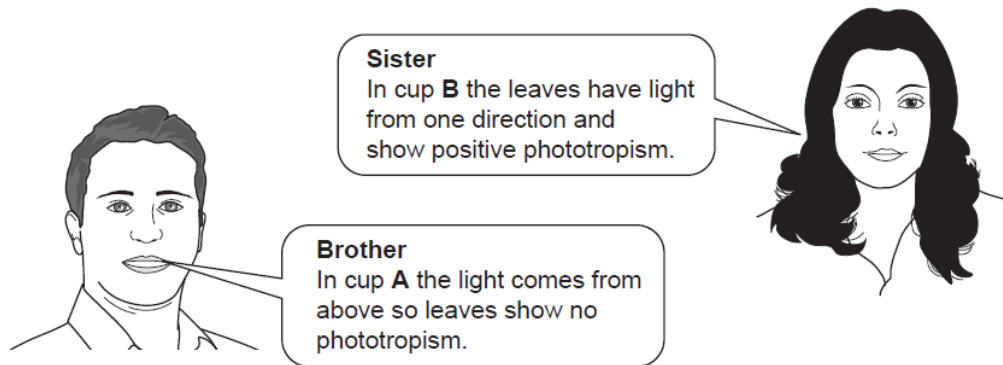 Sister
In cup B the leaves have light
from one direction and
show positive phototropism.
Brother
In cup A the light comes from
above so leaves show no
phototropism.